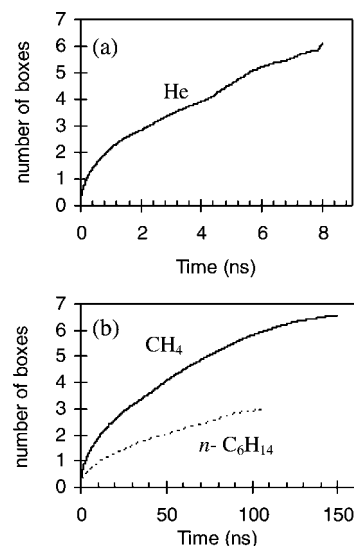 (a)
He
number of boxes
7
6
5
4
3
2
1
0
0 2 4 6 8
Time (ns)
(b)
CH4
n- C6H14
number of boxes
7
6
5
4
3
2
1
0
0 50 100 150
Time (ns)